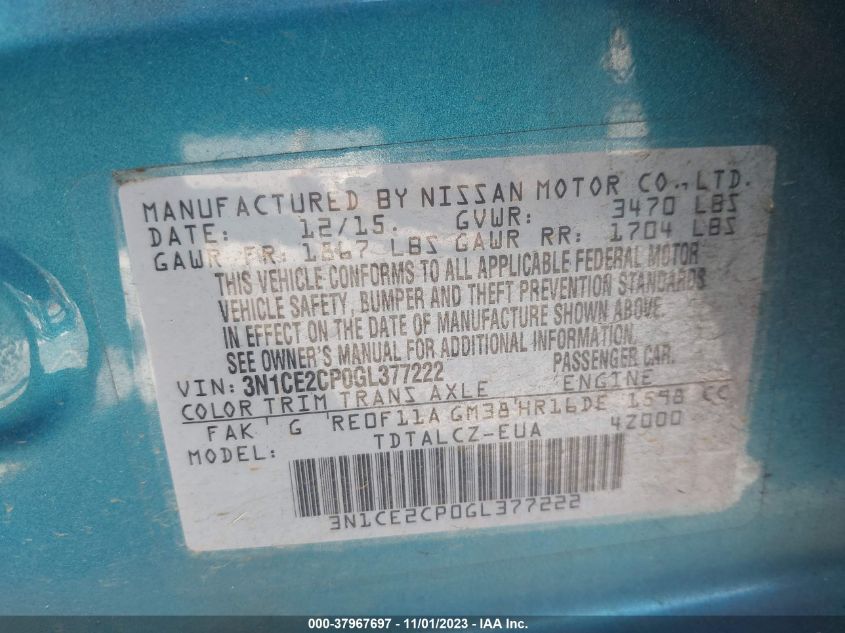 MANUFACTURED BY NISSAN MOTOR CO., LTD.
DATE: 12/15. GVWR: 3470 LBS
GAWR FR: 1867 LBS GAWR RR: 1704 LBS
THIS VEHICLE CONFORMS TO ALL APPLICABLE FEDERAL MOTOR
VEHICLE SAFETY, BUMPER AND THEFT PREVENTION STANDARDS
IN EFFECT ON THE DATE OF MANUFACTURE SHOWN ABOVE.
SEE OWNER'S MANUAL FOR ADDITIONAL INFORMATION.
VIN: 3N1CE2CP0GL377222 PASSENGER CAR.
COLOR TRIM TRANS AXLE ENGINE
FAK G RE0F11A GM38 HR16DE 1598 CC
MODEL: TDTALCZ-EUA 42000
3N1CE2CP0GL377222
000-37967697 - 11/01/2023 - IAA Inc.